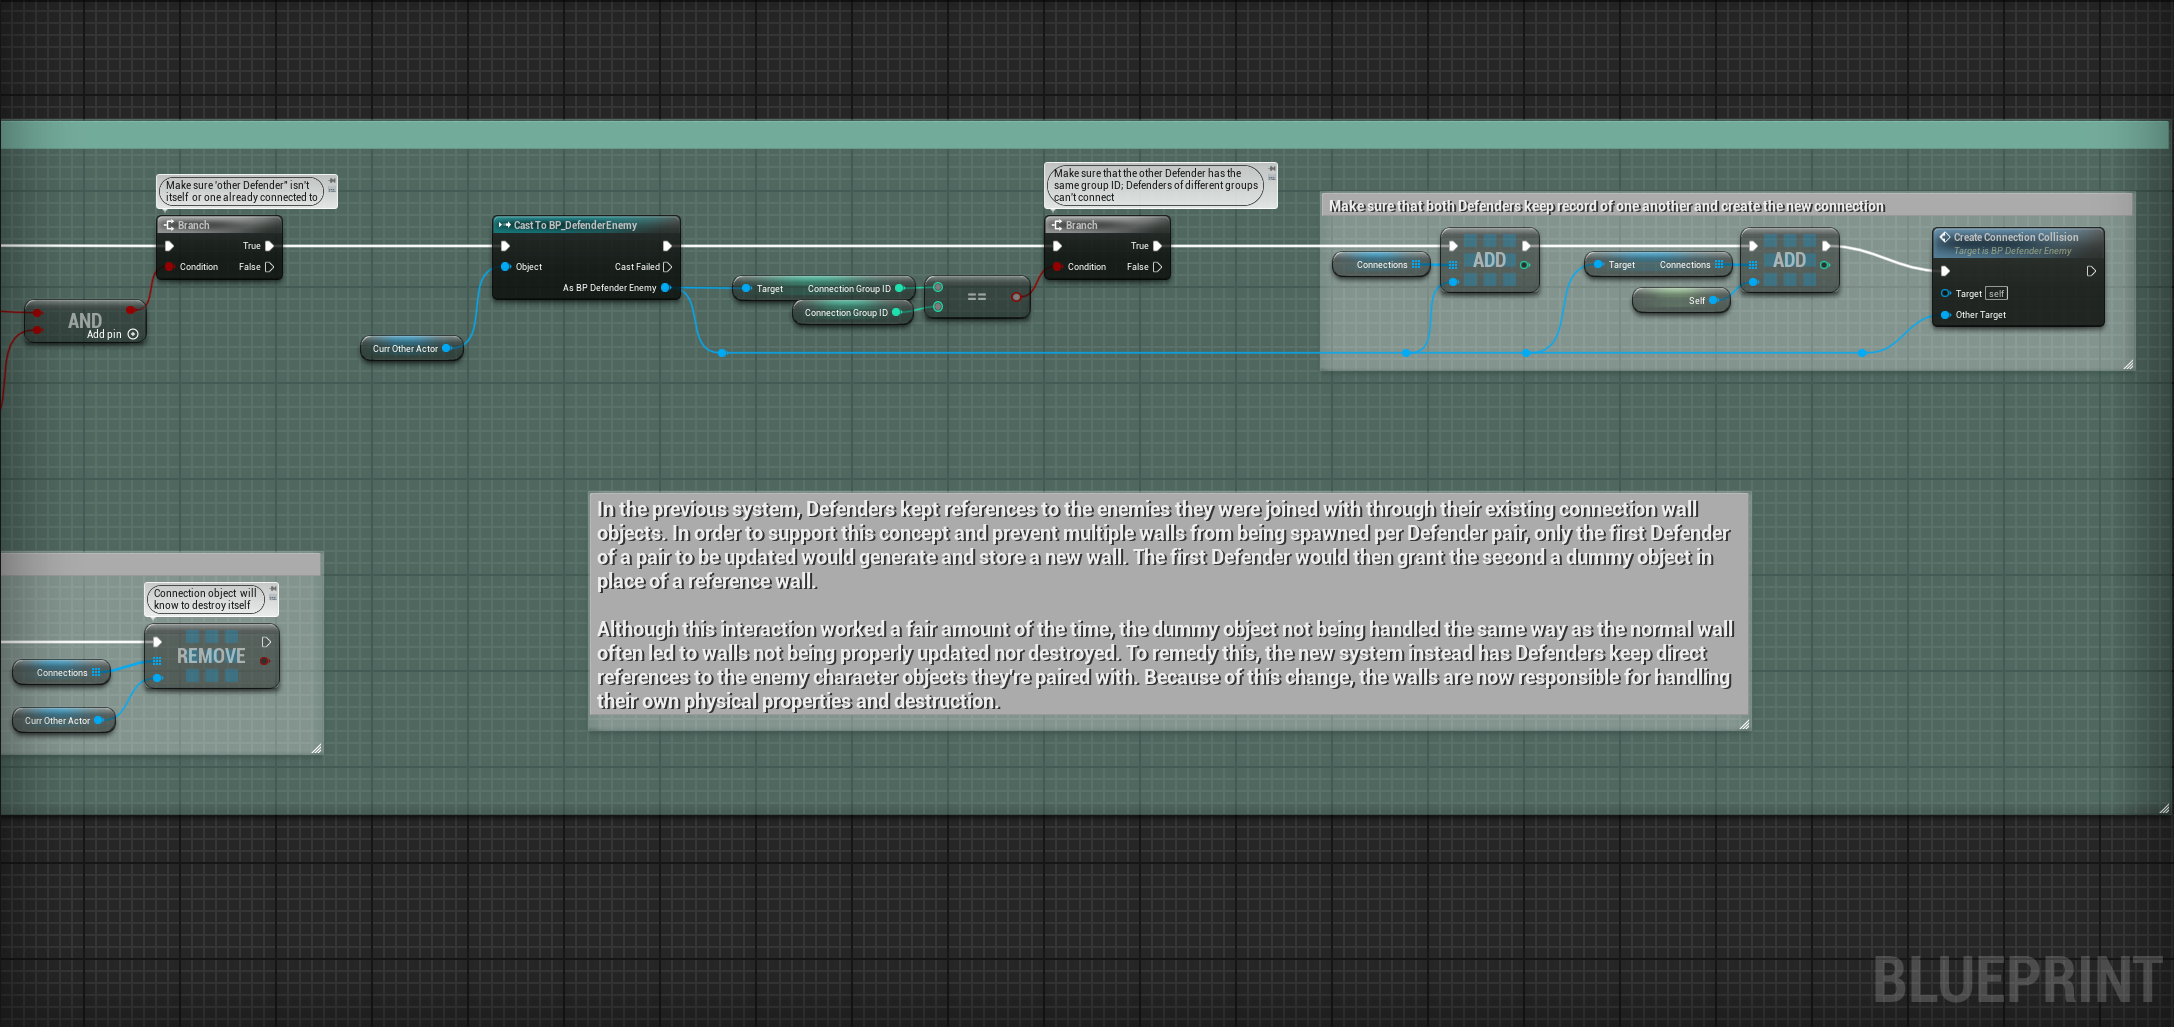 Make sure 'other Defender" isn't
itself or one already connected to
Branch
True
Condition
False
AND
Add pin
Curr Other Actor
Cast To BP_DefenderEnemy
Object
Cast Failed
As BP Defender Enemy
Target
Connection Group ID
Connection Group ID
==
Make sure that the other Defender has the
same group ID; Defenders of different groups
can't connect
Branch
True
Condition
False
Make sure that both Defenders keep record of one another and create the new connection
Connections
ADD
Target
Connections
Self
ADD
Create Connection Collision
Target is BP Defender Enemy
Target self
Other Target
In the previous system, Defenders kept references to the enemies they were joined with through their existing connection wall
objects. In order to support this concept and prevent multiple walls from being spawned per Defender pair, only the first Defender
of a pair to be updated would generate and store a new wall. The first Defender would then grant the second a dummy object in
place of a reference wall.
Although this interaction worked a fair amount of the time, the dummy object not being handled the same way as the normal wall
often led to walls not being properly updated nor destroyed. To remedy this, the new system instead has Defenders keep direct
references to the enemy character objects they're paired with. Because of this change, the walls are now responsible for handling
their own physical properties and destruction.
Connection object will
know to destroy itself
REMOVE
Connections
Curr Other Actor
BLUEPRINT